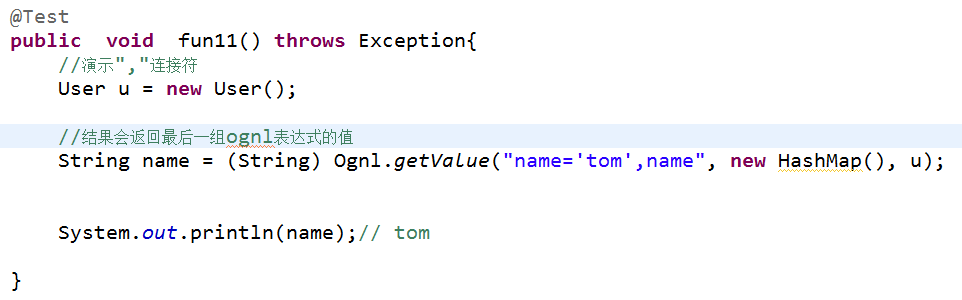 @Test
public void fun11() throws Exception{
//演示","连接符
User u = new User();
//结果会返回最后一组ognl表达式的值
String name = (String) Ognl.getValue("name='tom',name", new HashMap(), u);
System.out.println(name);// tom
}